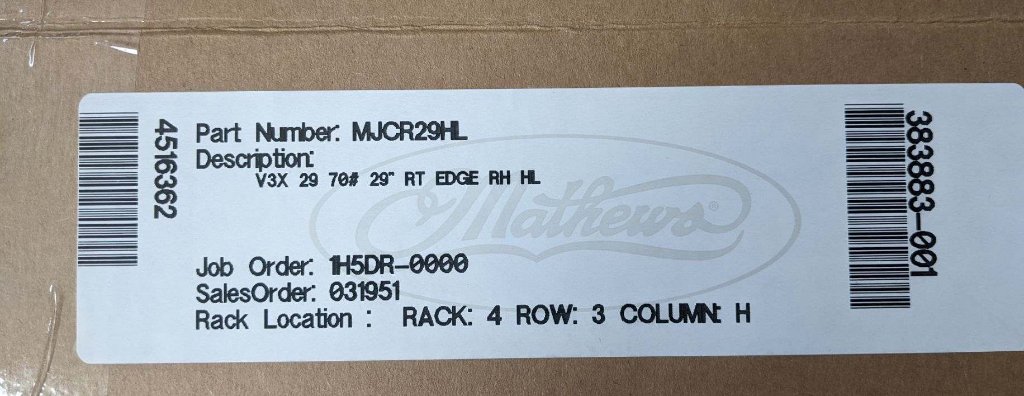 4516362
Part Number: MJCR29HL
Description:
V3X 29 70# 29" RT EDGE RH HL
Mathews®
Job Order: 1H5DR-0000
SalesOrder: 031951
Rack Location : RACK: 4 ROW: 3 COLUMN: H
383883-001